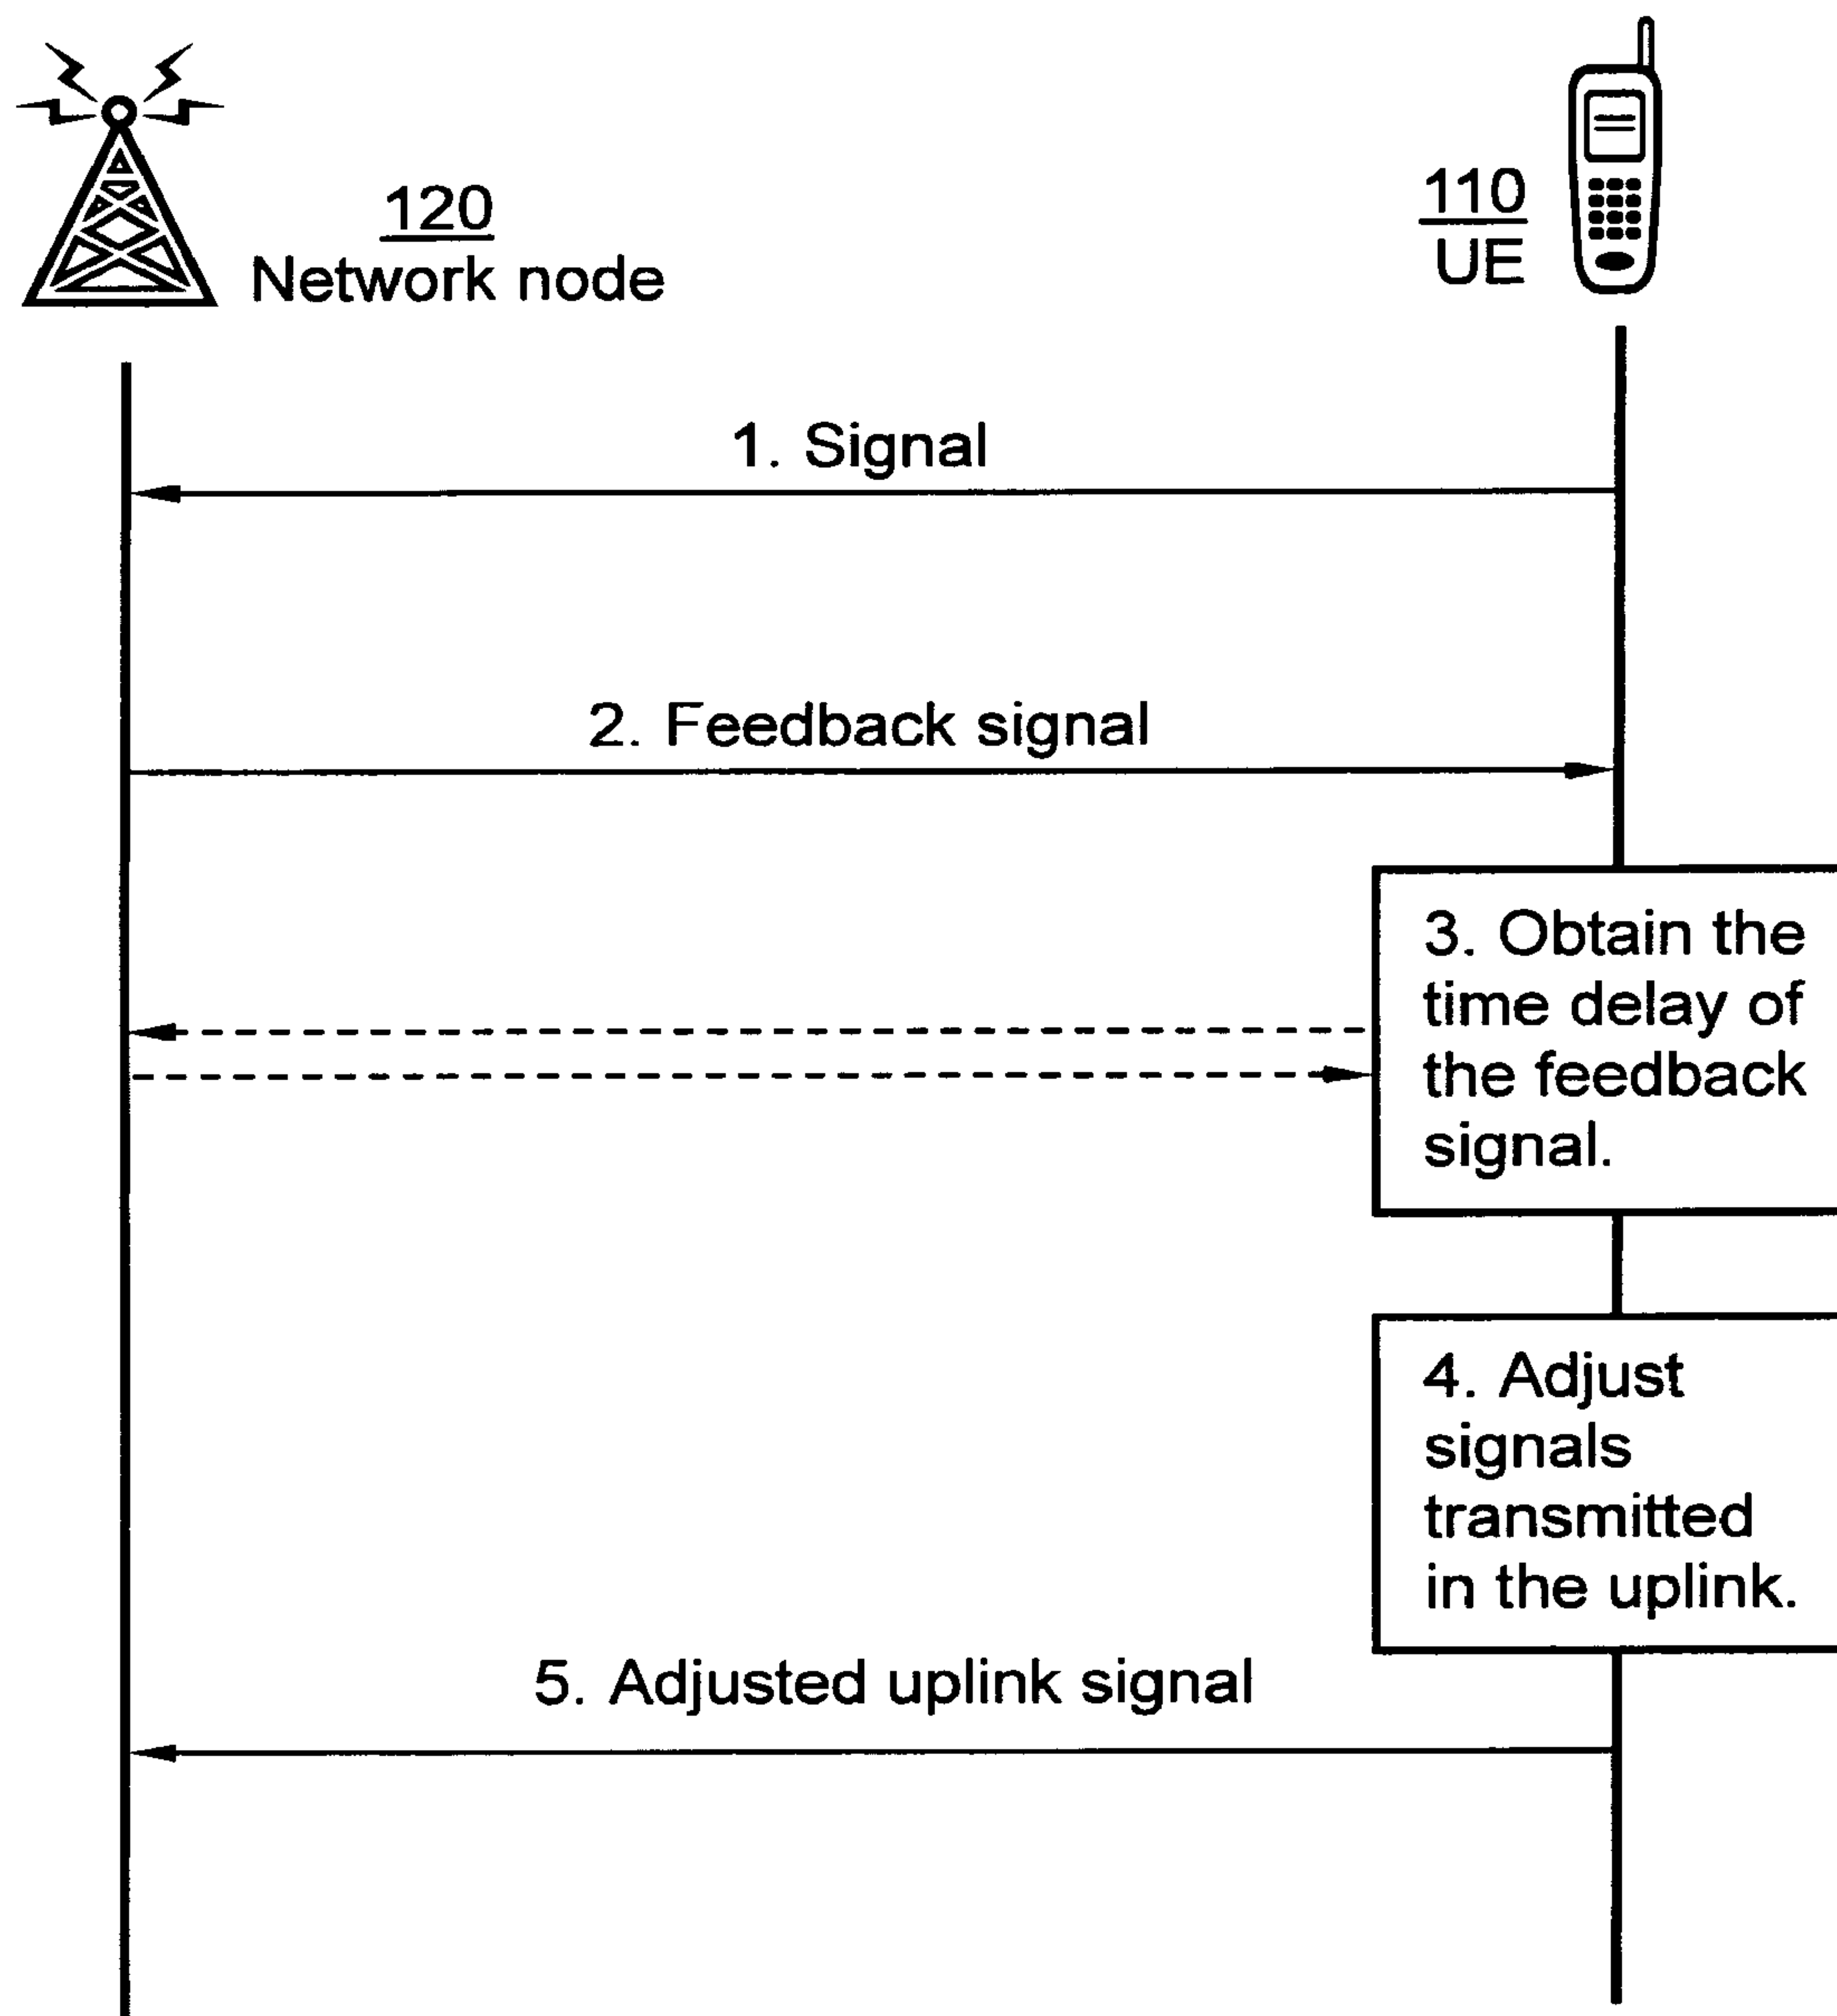 120
Network node
110
UE
1. Signal
2. Feedback signal
3. Obtain the
time delay of
the feedback
signal.
4. Adjust
signals
transmitted
in the uplink.
5. Adjusted uplink signal